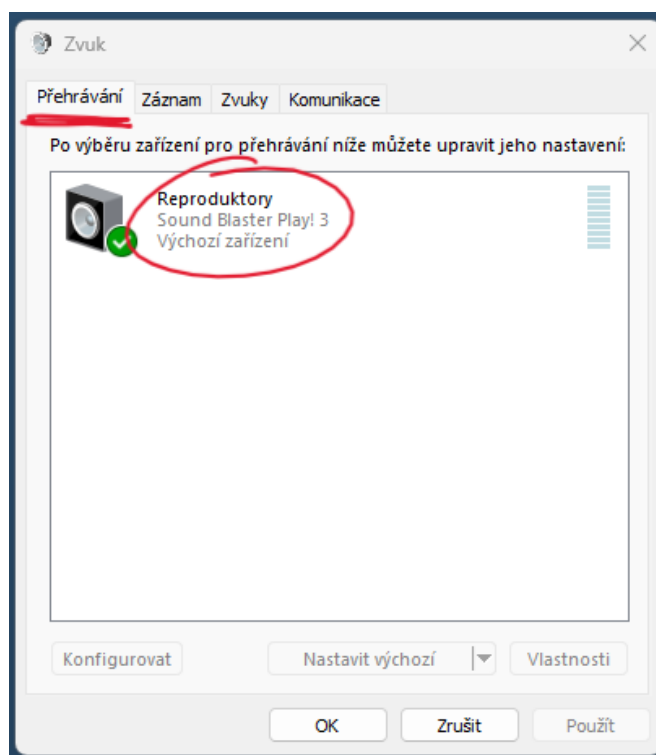 Zvuk
Přehrávání Záznam Zvuky Komunikace
Po výběru zařízení pro přehrávání níže můžete upravit jeho nastavení:
Reproduktory
Sound Blaster Play! 3
Výchozí zařízení
Konfigurovat Nastavit výchozí Vlastnosti
OK Zrušit Použít